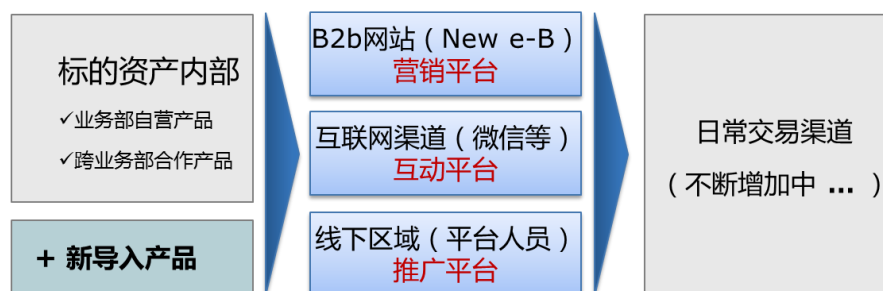 标的资产内部
✓业务部自营产品
✓跨业务部合作产品
+ 新导入产品
B2b网站（New e-B）
营销平台
互联网渠道（微信等）
互动平台
线下区域（平台人员）
推广平台
日常交易渠道
（不断增加中 ... ）